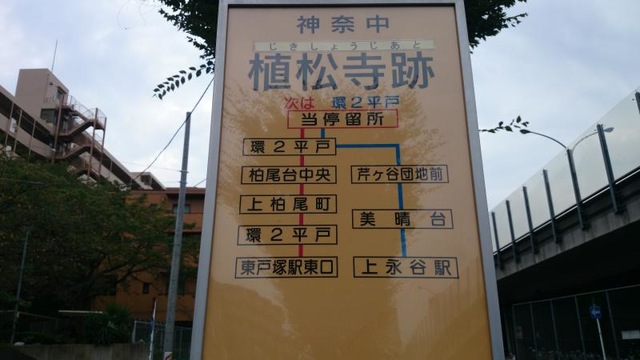 神奈中
じきしょうじあと
植松寺跡
次は 環2平戸
当停留所
環2平戸
柏尾台中央 芹ヶ谷団地前
上柏尾町 美晴台
環2平戸
東戸塚駅東口 上永谷駅